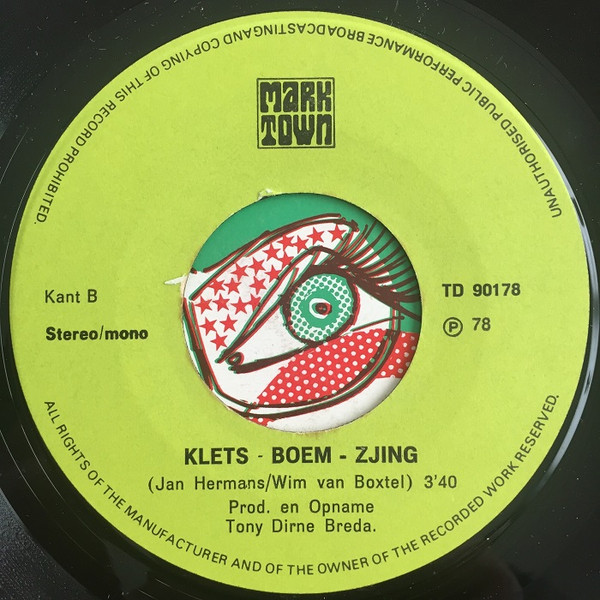 UNAUTHORISED PUBLIC PERFORMANCE BROADCASTING AND COPYING OF THIS RECORD PROHIBITED.
MARK
TOWN
Kant B
TD 90178
Stereo/mono
Ⓟ 78
KLETS - BOEM - ZJING
(Jan Hermans/Wim van Boxtel) 3'40
Prod. en Opname
Tony Dirne Breda.
ALL RIGHTS OF THE MANUFACTURER AND OF THE OWNER OF THE RECORDED WORK RESERVED.